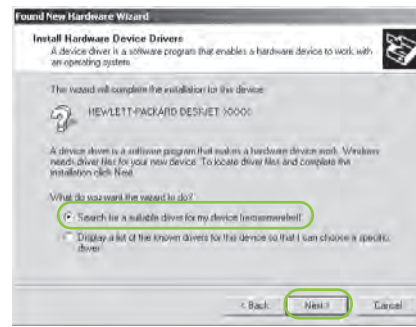 Found New Hardware Wizard
Install Hardware Device Drivers
A device driver is a software program that enables a hardware device to work with
an operating system.
This wizard will complete the installation for this device:
HEWLETT-PACKARD DESKJET XXXXX
A device driver is a software program that makes a hardware device work. Windows
needs driver files for your new device. To locate driver files and complete the
installation click Next.
What do you want the wizard to do?
Search for a suitable driver for my device (recommended)
Display a list of the known drivers for this device so that I can choose a specific
driver
< Back
Next >
Cancel